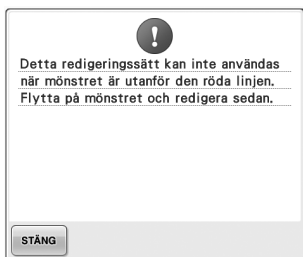 Detta redigeringssätt kan inte användas
när mönstret är utanför den röda linjen.
Flytta på mönstret och redigera sedan.
STÄNG